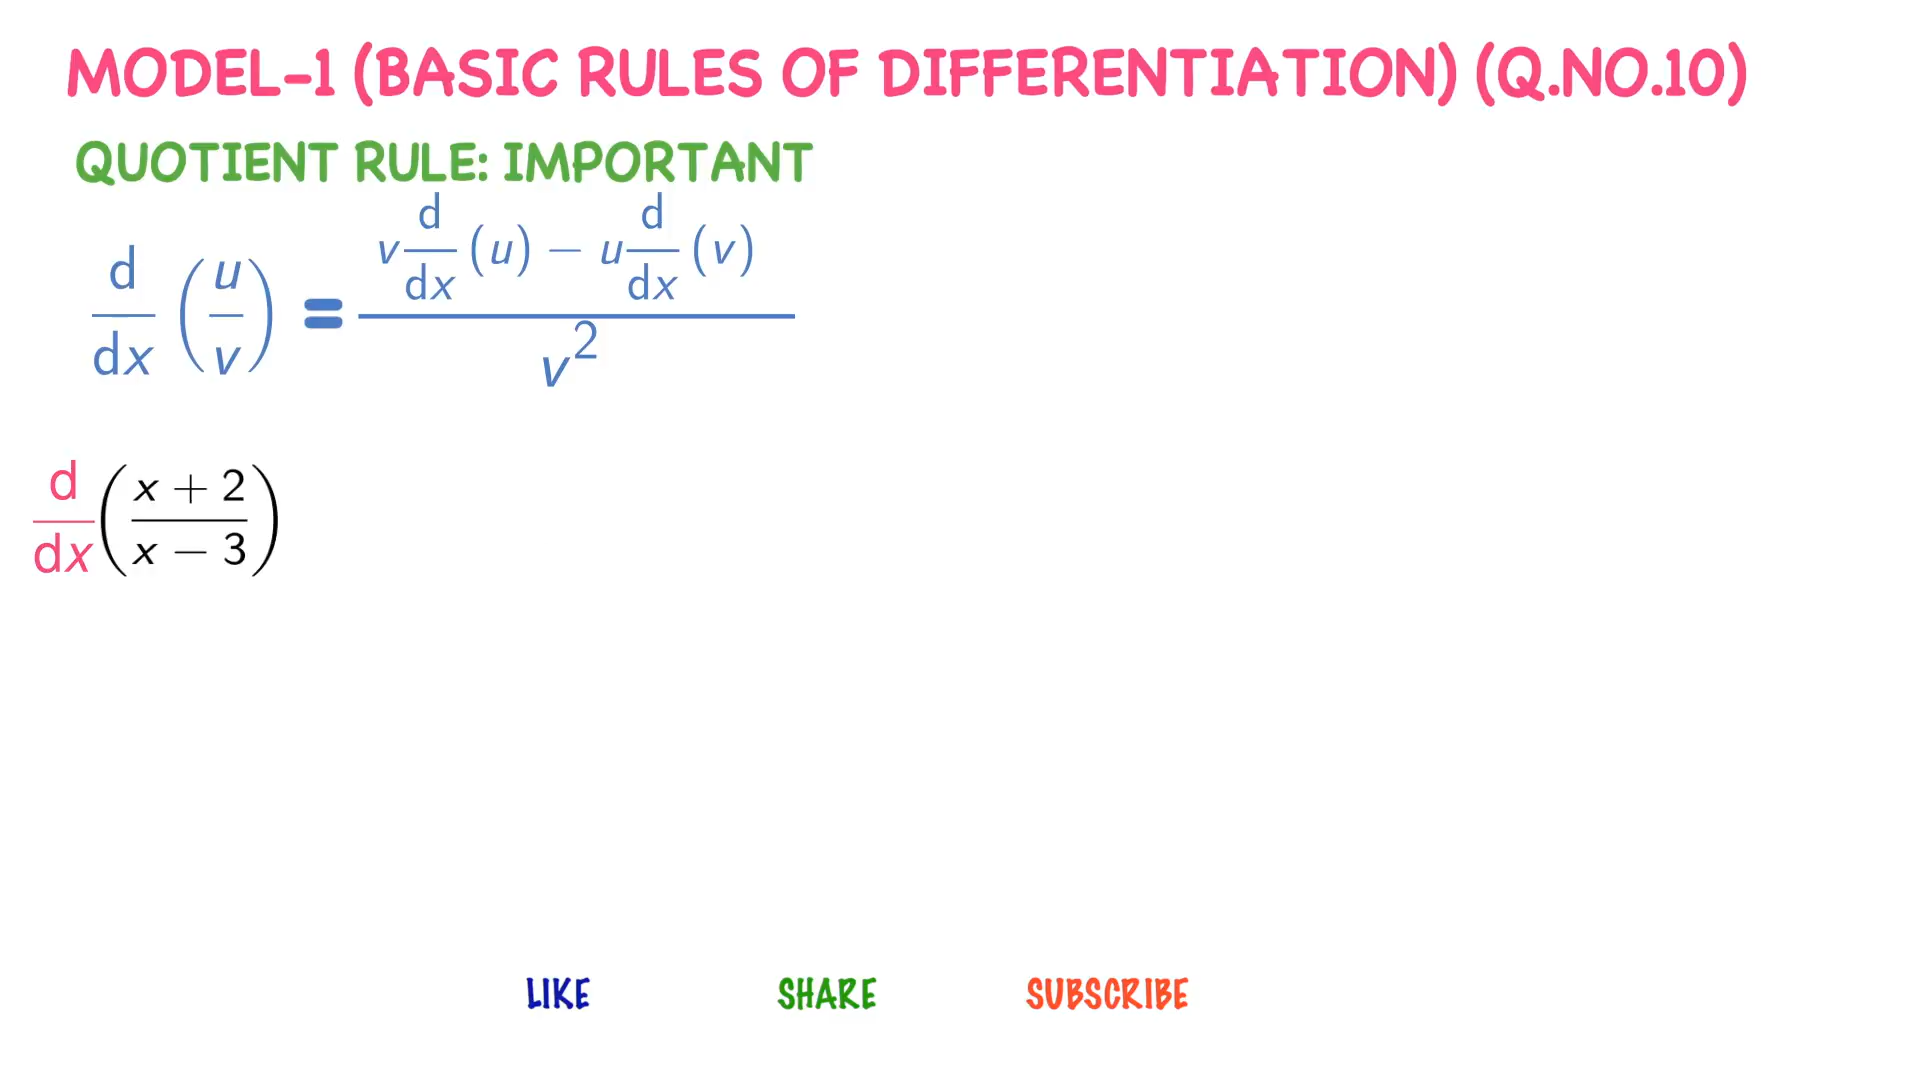 MODEL-1 (BASIC RULES OF DIFFERENTIATION) (Q.NO.10)
QUOTIENT RULE: IMPORTANT
d/dx (u/v) = (v d/dx (u) − u d/dx (v)) / v²
d/dx ((x + 2)/(x − 3))
LIKE SHARE SUBSCRIBE